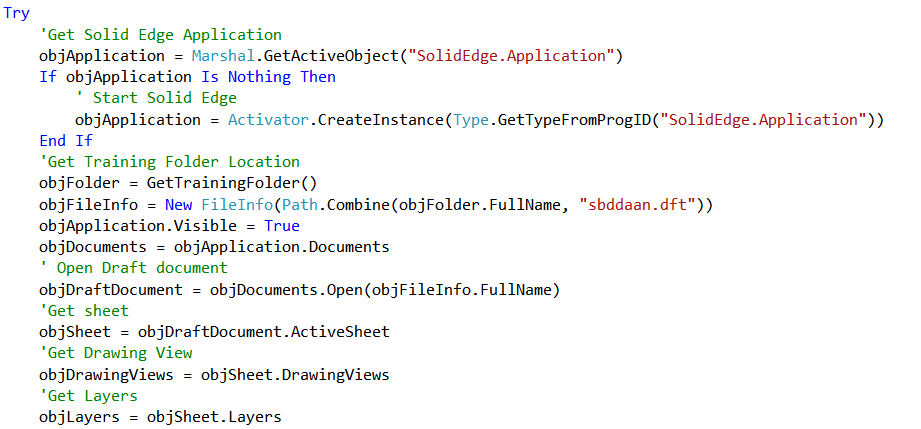 Try
'Get Solid Edge Application
objApplication = Marshal.GetActiveObject("SolidEdge.Application")
If objApplication Is Nothing Then
' Start Solid Edge
objApplication = Activator.CreateInstance(Type.GetTypeFromProgID("SolidEdge.Application"))
End If
'Get Training Folder Location
objFolder = GetTrainingFolder()
objFileInfo = New FileInfo(Path.Combine(objFolder.FullName, "sbddaan.dft"))
objApplication.Visible = True
objDocuments = objApplication.Documents
' Open Draft document
objDraftDocument = objDocuments.Open(objFileInfo.FullName)
'Get sheet
objSheet = objDraftDocument.ActiveSheet
'Get Drawing View
objDrawingViews = objSheet.DrawingViews
'Get Layers
objLayers = objSheet.Layers